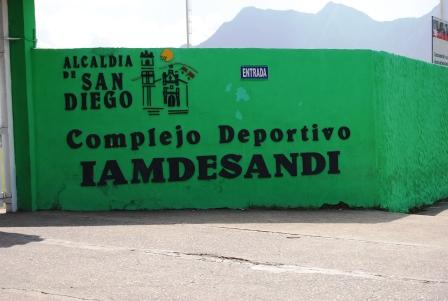 ALCALDIA
DE
SAN
DIEGO
ENTRADA
Complejo Deportivo
IAMDESANDI